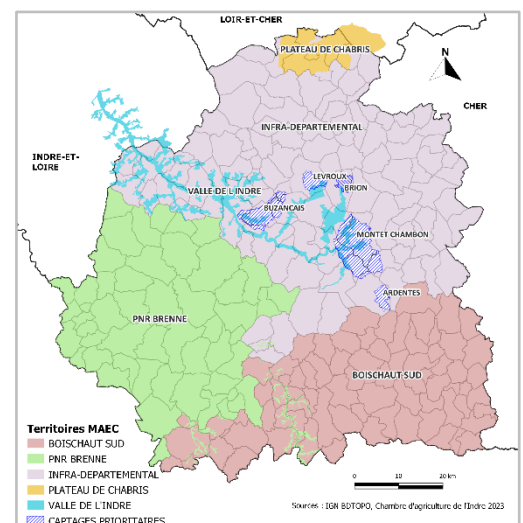 LOIR-ET-CHER
PLATEAU DE CHABRIS
N
CHER
INFRA-DEPARTEMENTAL
INDRE-ET-
LOIRE
LEVROUX
BRION
VALLE DE L'INDRE
BUZANCAIS
MONTET CHAMBON
ARDENTES
PNR BRENNE
BOISCHAUT SUD
Territoires MAEC
BOISCHAUT SUD
PNR BRENNE
INFRA-DEPARTEMENTAL
PLATEAU DE CHABRIS
VALLE DE L'INDRE
CAPTAGES PRIORITAIRES
0 10 20 km
Sources : IGN BDTOPO, Chambre d'agriculture de l'Indre 2023